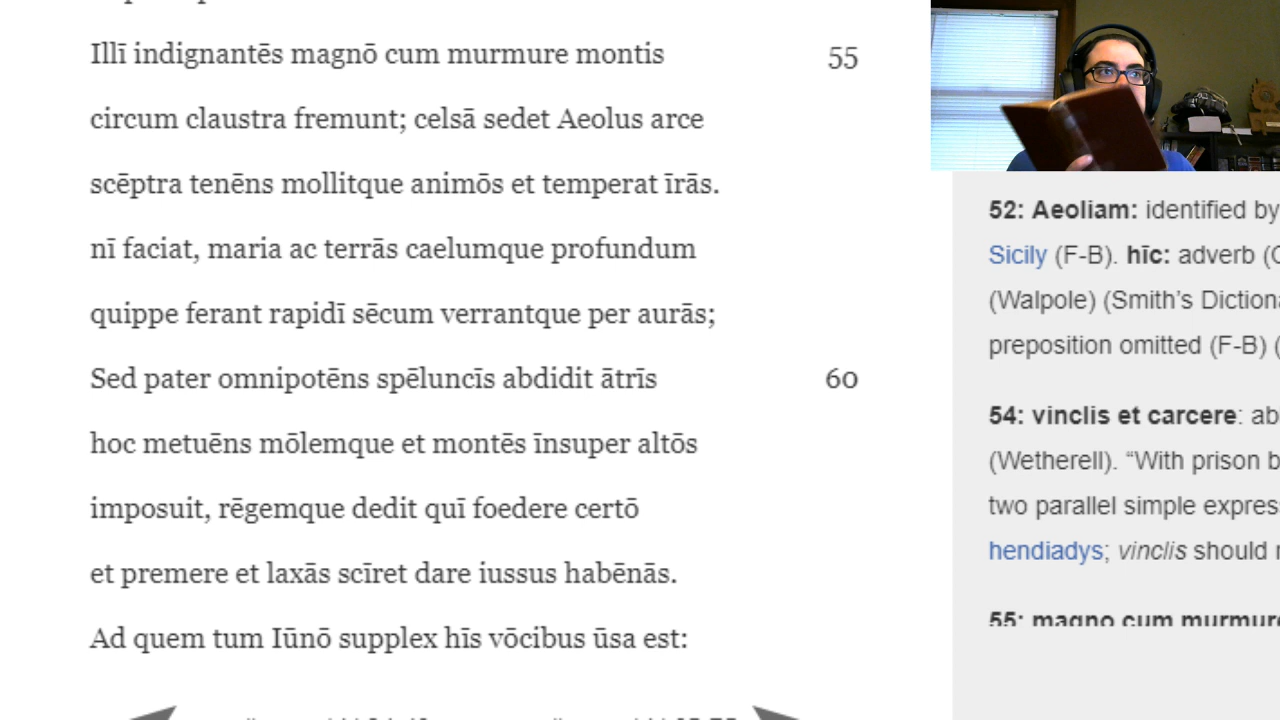 Illī indignantēs magnō cum murmure montis 55
circum claustra fremunt; celsā sedet Aeolus arce
scēptra tenēns mollitque animōs et temperat īrās.
nī faciat, maria ac terrās caelumque profundum
quippe ferant rapidī sēcum verrantque per aurās;
Sed pater omnipotēns spēluncīs abdidit ātrīs 60
hoc metuēns mōlemque et montēs īnsuper altōs
imposuit, rēgemque dedit quī foedere certō
et premere et laxās scīret dare iussus habēnās.
Ad quem tum Iūnō supplex hīs vōcibus ūsa est:
52: Aeoliam: identified by
Sicily (F-B). hīc: adverb (
(Walpole) (Smith's
preposition omitted (F-B) (
54: vinclis et carcere:
(Wetherell). “With prison
two parallel simple
hendiadys; vinclis should
55: magno cum murmure